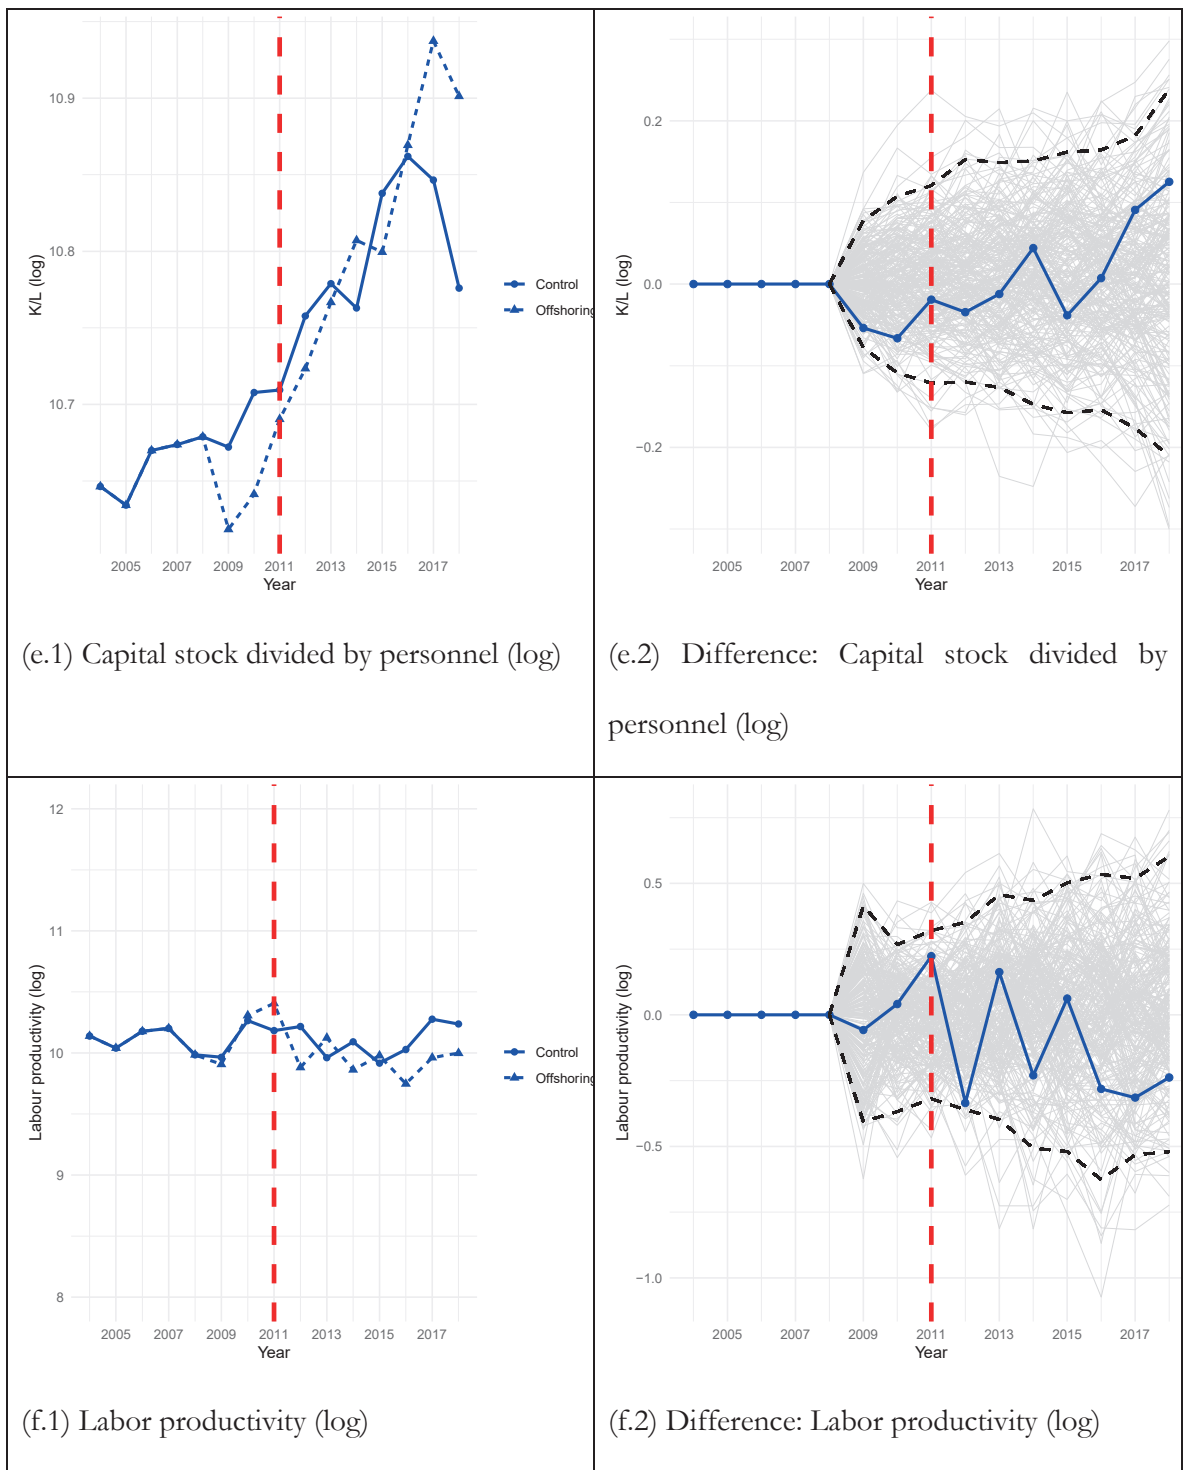 10.9
10.8
10.7
K/L (log)
2005 2007 2009 2011 2013 2015 2017
Year
Control
Offshoring
(e.1) Capital stock divided by personnel (log)
0.2
0.0
−0.2
K/L (log)
2005 2007 2009 2011 2013 2015 2017
Year
(e.2) Difference: Capital stock divided by
personnel (log)
12
11
10
9
8
Labour productivity (log)
2005 2007 2009 2011 2013 2015 2017
Year
Control
Offshoring
(f.1) Labor productivity (log)
0.5
0.0
−0.5
−1.0
Labour productivity (log)
2005 2007 2009 2011 2013 2015 2017
Year
(f.2) Difference: Labor productivity (log)